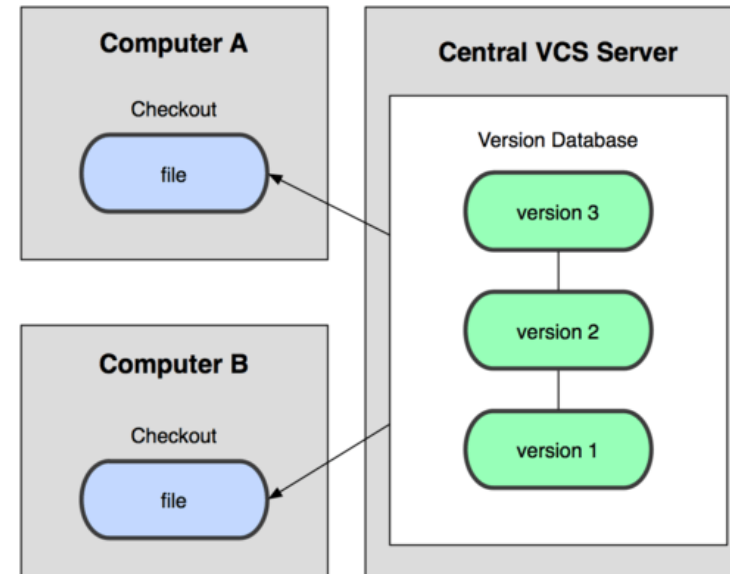 Computer A
Checkout
file
Computer B
Checkout
file
Central VCS Server
Version Database
version 3
version 2
version 1